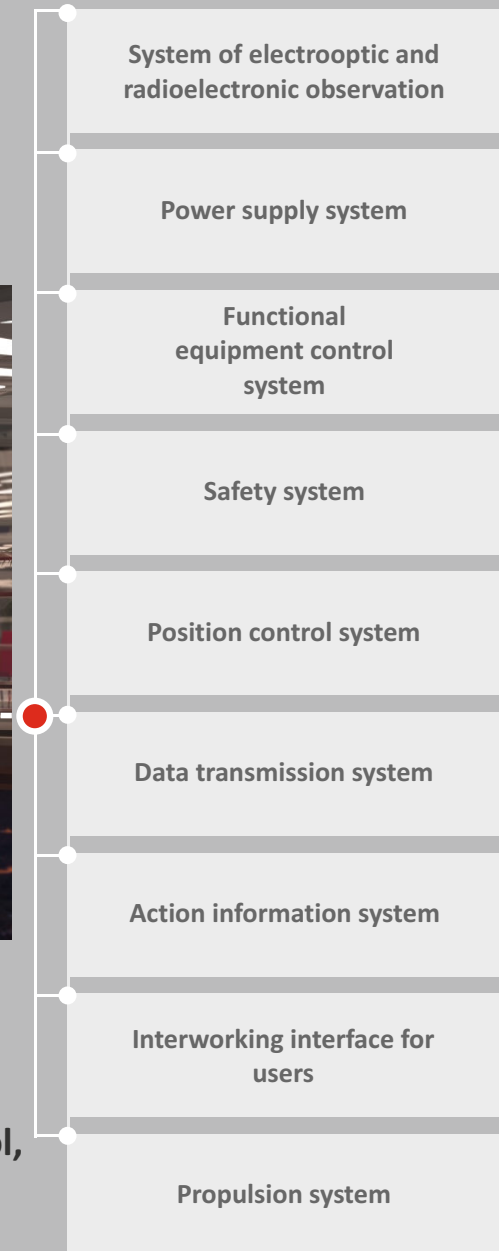 System of electrooptic and
radioelectronic observation
Power supply system
Functional
equipment control
system
Safety system
Position control system
Data transmission system
Action information system
Interworking interface for
users
Propulsion system